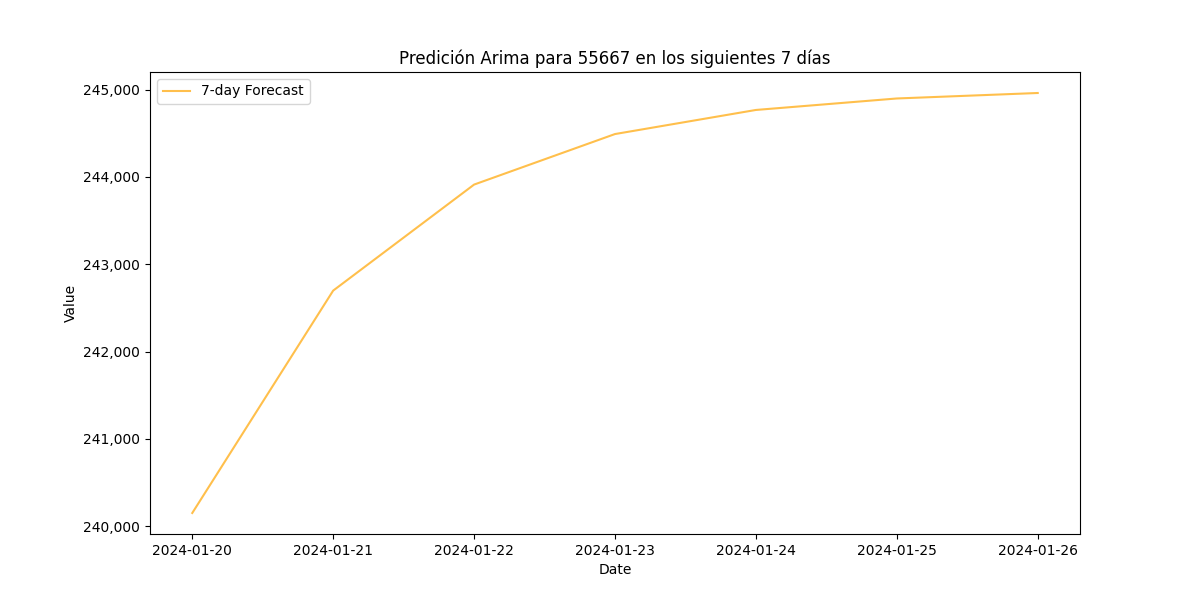 Predición Arima para 55667 en los siguientes 7 días
7-day Forecast
245,000
244,000
243,000
242,000
241,000
240,000
Value
2024-01-20 2024-01-21 2024-01-22 2024-01-23 2024-01-24 2024-01-25 2024-01-26
Date